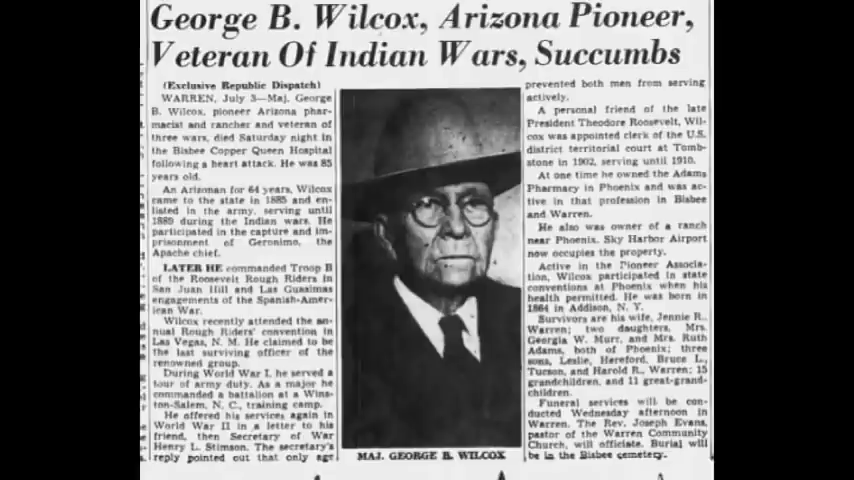 George B. Wilcox, Arizona Pioneer,
Veteran Of Indian Wars, Succumbs
(Exclusive Republic Dispatch)
WARREN, July 3—Maj. George
B. Wilcox, pioneer Arizona phar-
macist and rancher and veteran of
three wars, died Saturday night in
the Bisbee Copper Queen Hospital
following a heart attack. He was 85
years old.
An Arizonan for 64 years, Wilcox
came to the state in 1885 and en-
listed in the army, serving until
1889 during the Indian wars. He
participated in the capture and im-
prisonment of Geronimo, the
Apache chief.
LATER HE commanded Troop B
of the Roosevelt Rough Riders in
San Juan Hill and Las Guasimas
engagements of the Spanish-Amer-
ican War.
Wilcox recently attended the an-
nual Rough Riders' convention in
Las Vegas, N. M. He claimed to be
the last surviving officer of the
renowned group.
During World War I, he served a
tour of army duty. As a major he
commanded a battalion at a Wins-
ton-Salem, N. C., training camp.
He offered his services again in
World War II in a letter to his
friend, then Secretary of War
Henry L. Stimson. The secretary's
reply pointed out that only age
MAJ. GEORGE B. WILCOX
prevented both men from serving
actively.
A personal friend of the late
President Theodore Roosevelt, Wil-
cox was appointed clerk of the U.S.
district territorial court at Tomb-
stone in 1902, serving until 1910.
At one time he owned the Adams
Pharmacy in Phoenix and was ac-
tive in that profession in Bisbee
and Warren.
He also was owner of a ranch
near Phoenix. Sky Harbor Airport
now occupies the property.
Active in the Pioneer Associa-
tion, Wilcox participated in state
conventions at Phoenix when his
health permitted. He was born in
1864 in Addison, N. Y.
Survivors are his wife, Jennie R.,
Warren; two daughters, Mrs.
Georgia W. Murr, and Mrs. Ruth
Adams, both of Phoenix; three
sons, Leslie, Hereford, Bruce L.,
Tucson, and Harold R., Warren; 15
grandchildren, and 11 great-grand-
children.
Funeral services will be con-
ducted Wednesday afternoon in
Warren. The Rev. Joseph Evans,
pastor of the Warren Community
Church, will officiate. Burial will
be in the Bisbee cemetery.